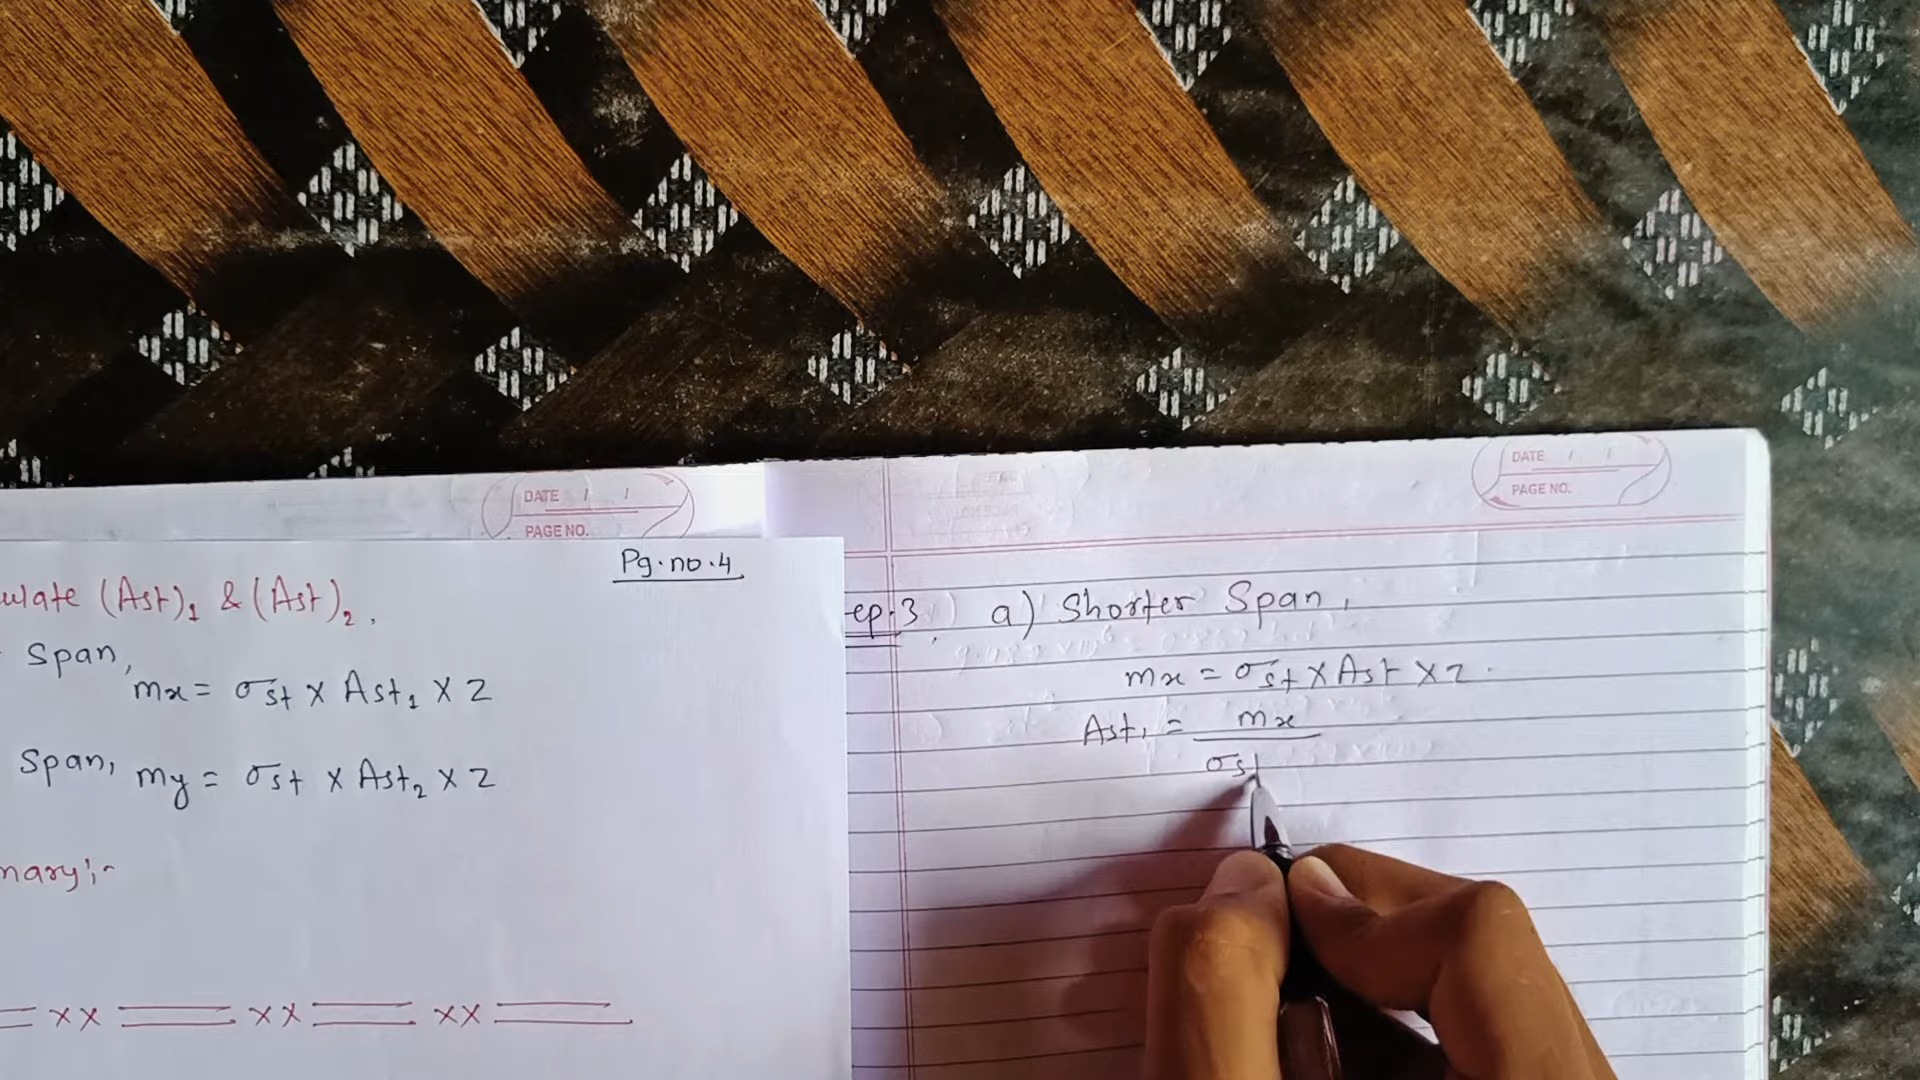 DATE / /
PAGE NO.
Pg.no.4
ulate (Ast)₁ & (Ast)₂.
Span,
mx = σst × Ast₁ × Z
Span, my = σst × Ast₂ × Z
mary:-
xx xx xx
DATE / /
PAGE NO.
ep.3 a) Shorter Span,
mx = σst × Ast × Z.
Ast₁ = mx
σst